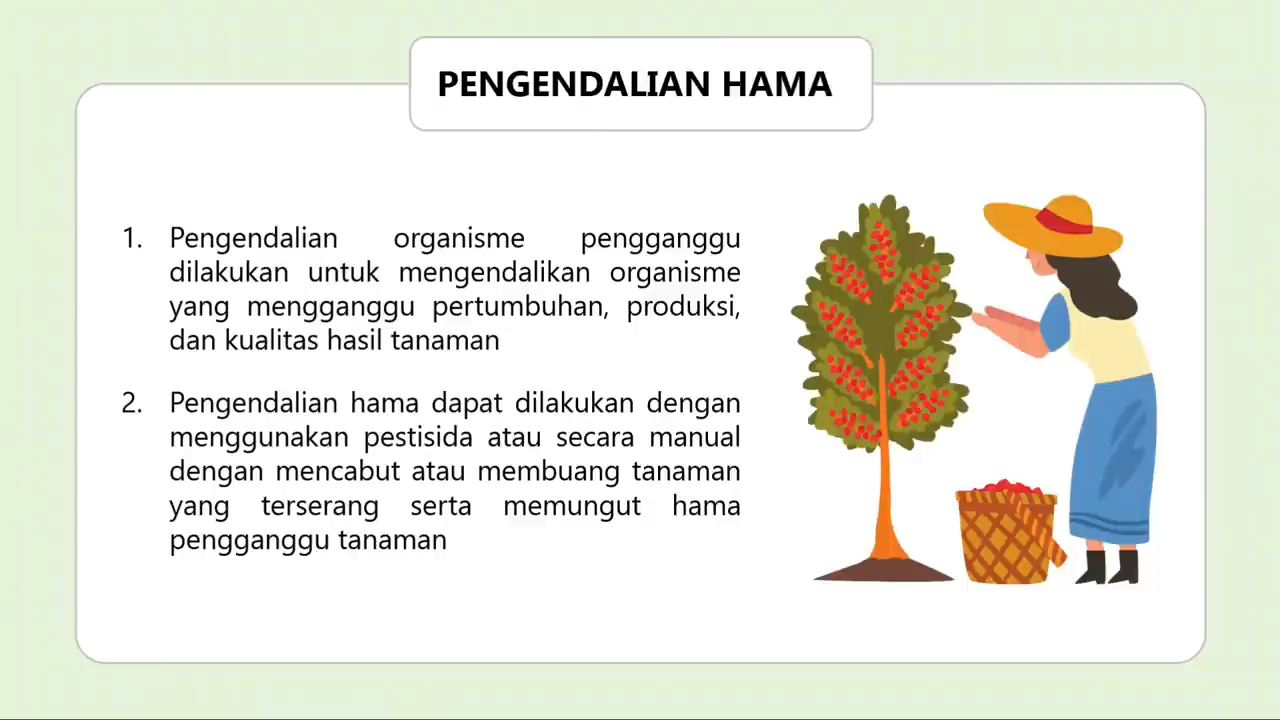 PENGENDALIAN HAMA
1. Pengendalian organisme pengganggu
dilakukan untuk mengendalikan organisme
yang mengganggu pertumbuhan, produksi,
dan kualitas hasil tanaman
2. Pengendalian hama dapat dilakukan dengan
menggunakan pestisida atau secara manual
dengan mencabut atau membuang tanaman
yang terserang serta memungut hama
pengganggu tanaman